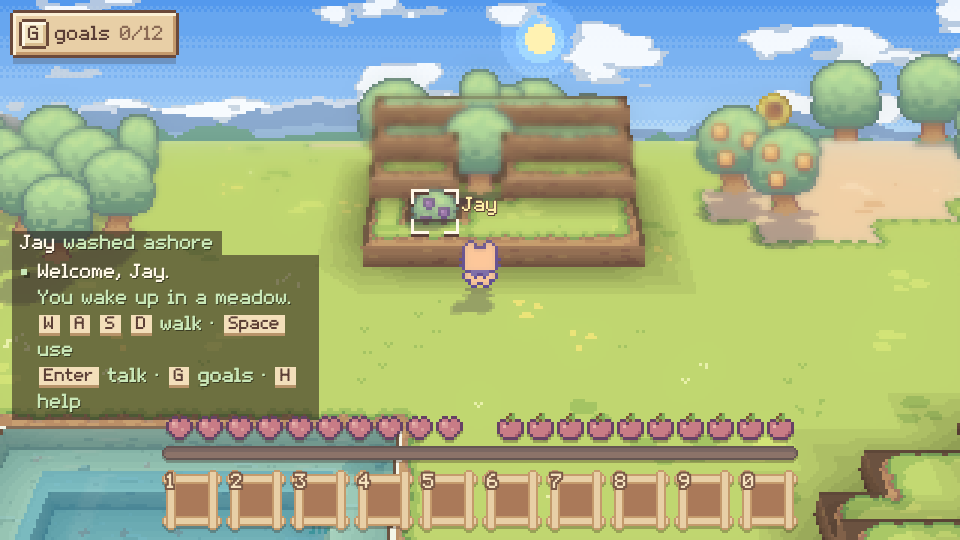 G goals 0/12
Jay
Jay washed ashore
Welcome, Jay.
You wake up in a meadow.
W A S D walk · Space
use
Enter talk · G goals · H
help
1 2 3 4 5 6 7 8 9 0